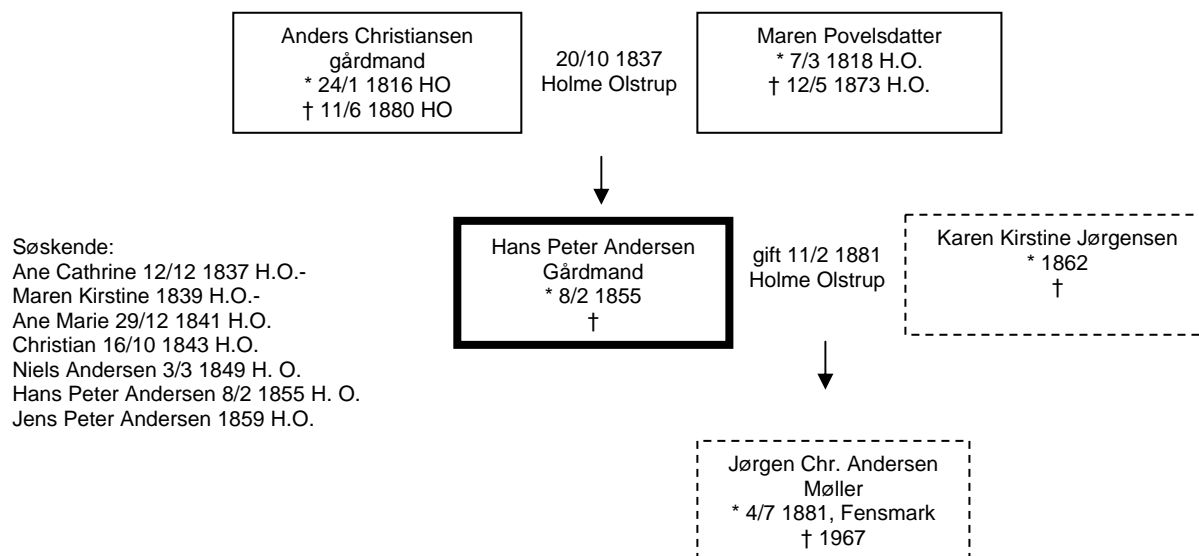 Anders Christiansen
gårdmand
* 24/1 1816 HO
† 11/6 1880 HO
20/10 1837
Holme Olstrup
Maren Povelsdatter
* 7/3 1818 H.O.
† 12/5 1873 H.O.
Søskende:
Ane Cathrine 12/12 1837 H.O.-
Maren Kirstine 1839 H.O.-
Ane Marie 29/12 1841 H.O.
Christian 16/10 1843 H.O.
Niels Andersen 3/3 1849 H. O.
Hans Peter Andersen 8/2 1855 H. O.
Jens Peter Andersen 1859 H.O.
Hans Peter Andersen
Gårdmand
* 8/2 1855
†
gift 11/2 1881
Holme Olstrup
Karen Kirstine Jørgensen
* 1862
†
Jørgen Chr. Andersen
Møller
* 4/7 1881, Fensmark
† 1967